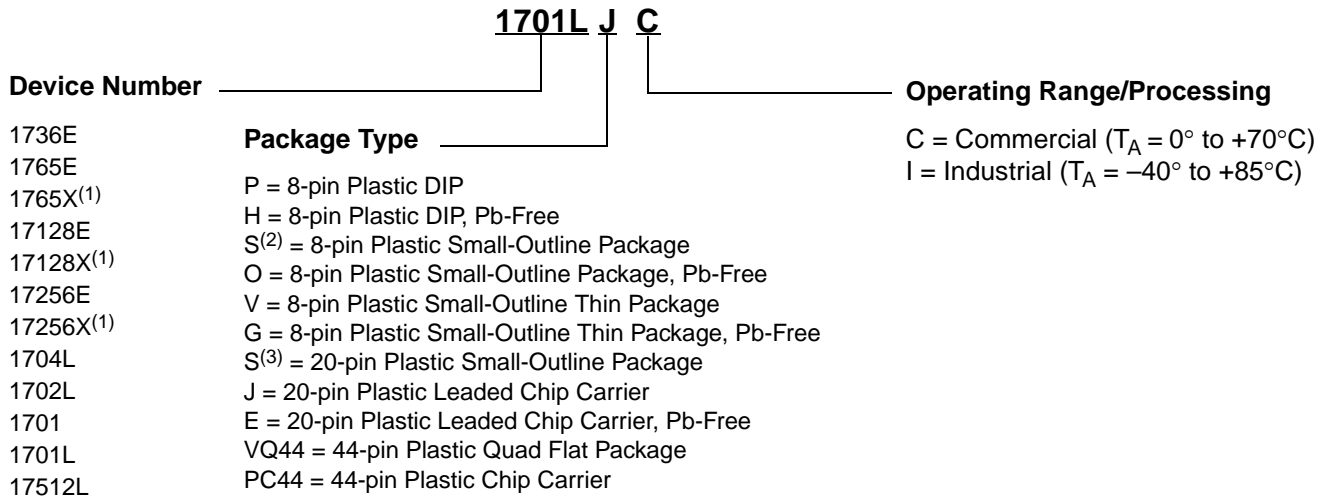 1701L J C
Device Number
1736E
1765E
1765X(1)
17128E
17128X(1)
17256E
17256X(1)
1704L
1702L
1701
1701L
17512L
Package Type
P = 8-pin Plastic DIP
H = 8-pin Plastic DIP, Pb-Free
S(2) = 8-pin Plastic Small-Outline Package
O = 8-pin Plastic Small-Outline Package, Pb-Free
V = 8-pin Plastic Small-Outline Thin Package
G = 8-pin Plastic Small-Outline Thin Package, Pb-Free
S(3) = 20-pin Plastic Small-Outline Package
J = 20-pin Plastic Leaded Chip Carrier
E = 20-pin Plastic Leaded Chip Carrier, Pb-Free
VQ44 = 44-pin Plastic Quad Flat Package
PC44 = 44-pin Plastic Chip Carrier
Operating Range/Processing
C = Commercial (TA = 0° to +70°C)
I = Industrial (TA = –40° to +85°C)